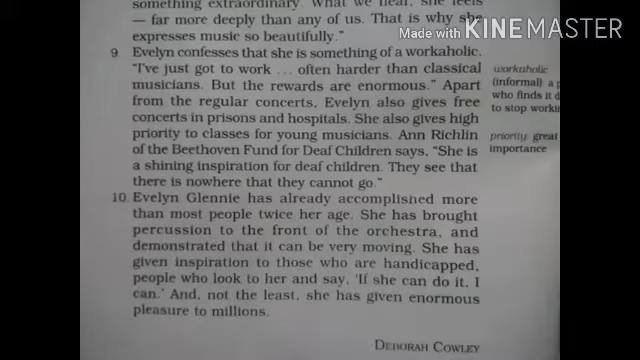 something extraordinary. What we hear, she feels
— far more deeply than any of us. That is why she
expresses music so beautifully."
Made with KINEMASTER
9. Evelyn confesses that she is something of a workaholic.
"I've just got to work ... often harder than classical
musicians. But the rewards are enormous." Apart
from the regular concerts, Evelyn also gives free
concerts in prisons and hospitals. She also gives high
priority to classes for young musicians. Ann Richlin
of the Beethoven Fund for Deaf Children says, "She is
a shining inspiration for deaf children. They see that
there is nowhere that they cannot go."
workaholic
(informal): a
who finds it
to stop
priority: great
importance
10. Evelyn Glennie has already accomplished more
than most people twice her age. She has brought
percussion to the front of the orchestra, and
demonstrated that it can be very moving. She has
given inspiration to those who are handicapped,
people who look to her and say, 'If she can do it, I
can.' And, not the least, she has given enormous
pleasure to millions.
DEBORAH COWLEY